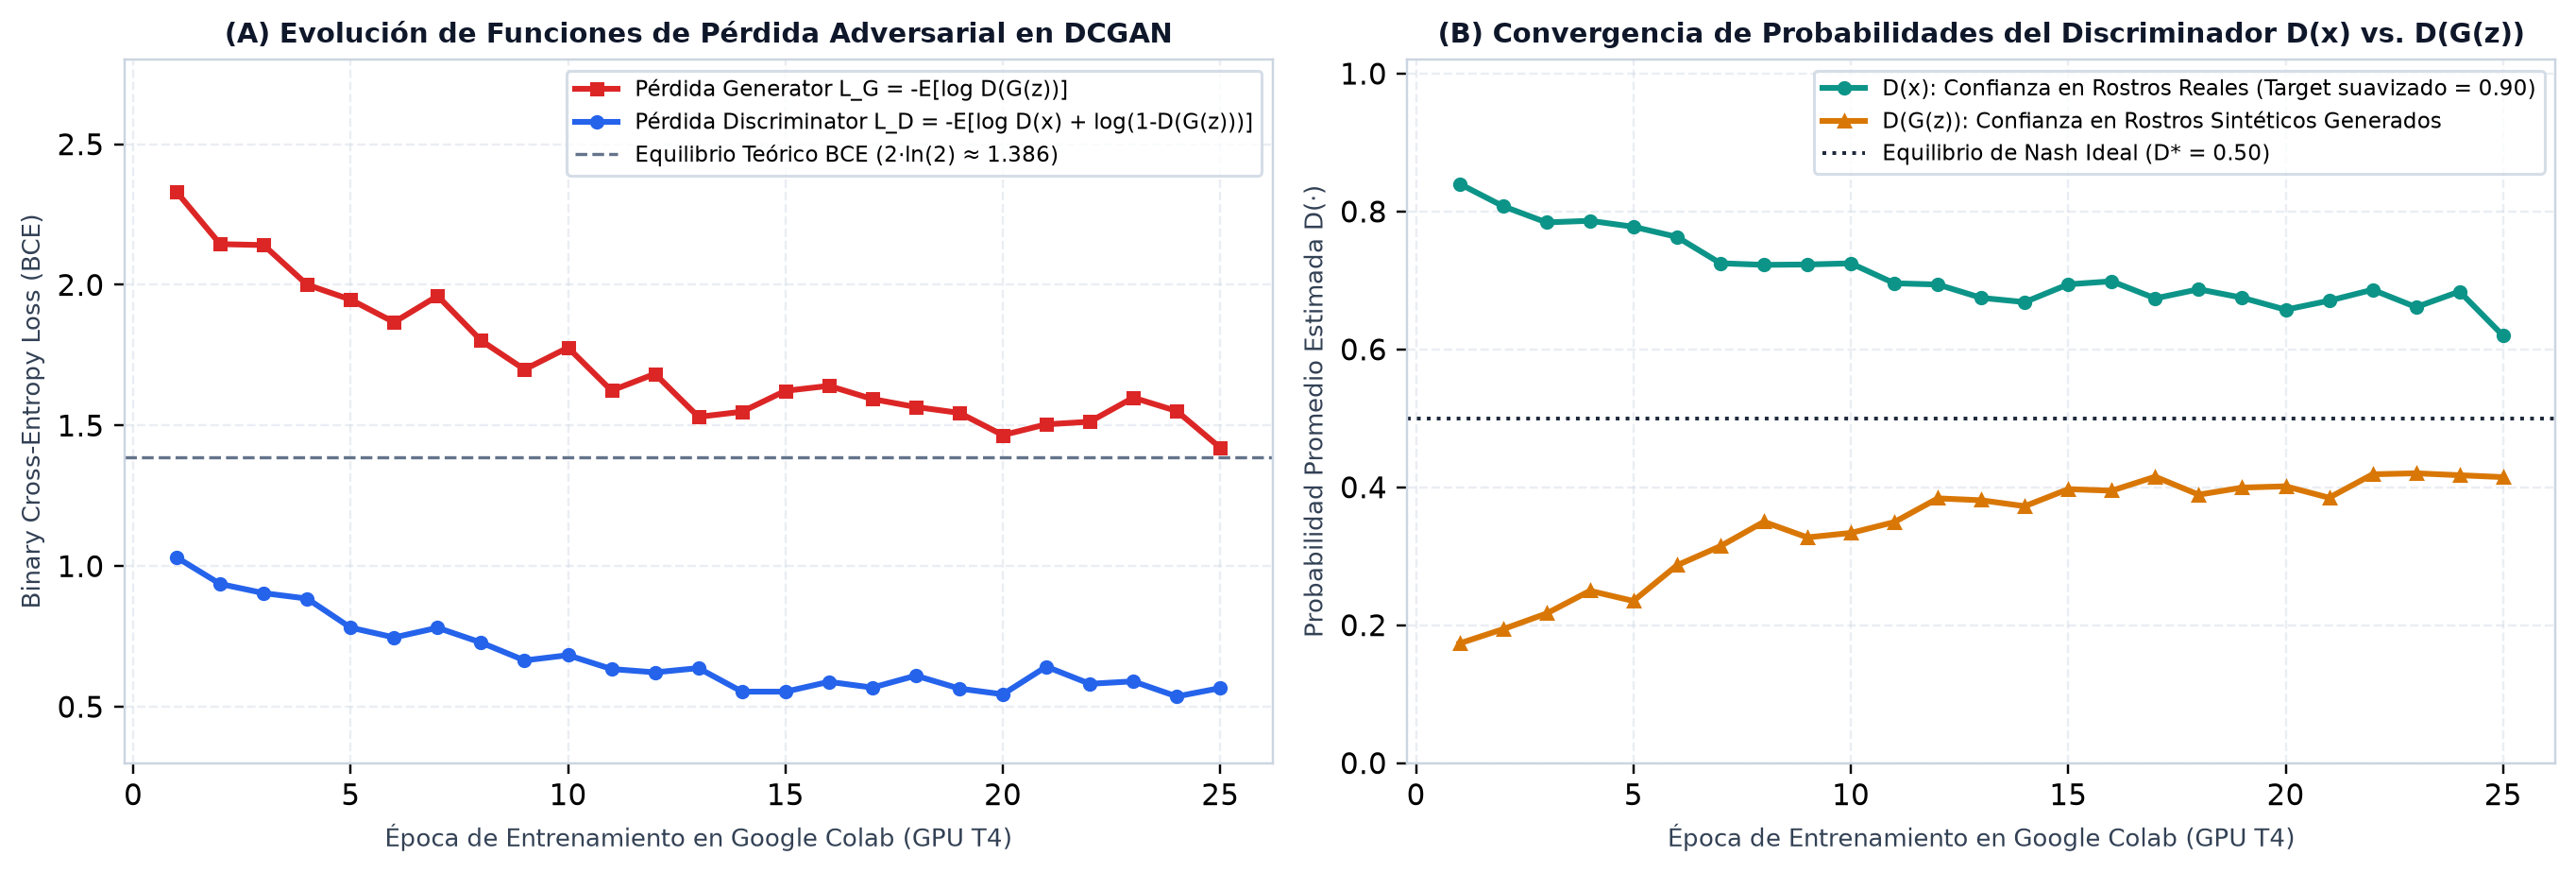 (A) Evolución de Funciones de Pérdida Adversarial en DCGAN
Pérdida Generator L_G = -E[log D(G(z))]
Pérdida Discriminator L_D = -E[log D(x) + log(1-D(G(z)))]
Equilibrio Teórico BCE (2·ln(2) ≈ 1.386)
Binary Cross-Entropy Loss (BCE)
2.5
2.0
1.5
1.0
0.5
0 5 10 15 20 25
Época de Entrenamiento en Google Colab (GPU T4)
(B) Convergencia de Probabilidades del Discriminador D(x) vs. D(G(z))
D(x): Confianza en Rostros Reales (Target suavizado = 0.90)
D(G(z)): Confianza en Rostros Sintéticos Generados
Equilibrio de Nash Ideal (D* = 0.50)
Probabilidad Promedio Estimada D(·)
1.0
0.8
0.6
0.4
0.2
0.0
0 5 10 15 20 25
Época de Entrenamiento en Google Colab (GPU T4)